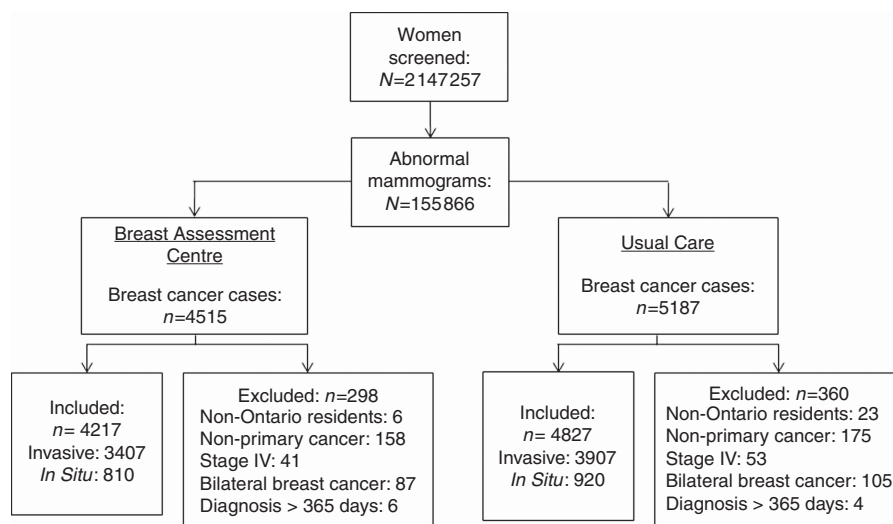 Women
screened:
N=2147257
Abnormal
mammograms:
N=155866
Breast Assessment
Centre
Breast cancer cases:
n=4515
Usual Care
Breast cancer cases:
n=5187
Included:
n= 4217
Invasive: 3407
In Situ: 810
Excluded: n=298
Non-Ontario residents: 6
Non-primary cancer: 158
Stage IV: 41
Bilateral breast cancer: 87
Diagnosis > 365 days: 6
Included:
n= 4827
Invasive: 3907
In Situ: 920
Excluded: n=360
Non-Ontario residents: 23
Non-primary cancer: 175
Stage IV: 53
Bilateral breast cancer: 105
Diagnosis > 365 days: 4